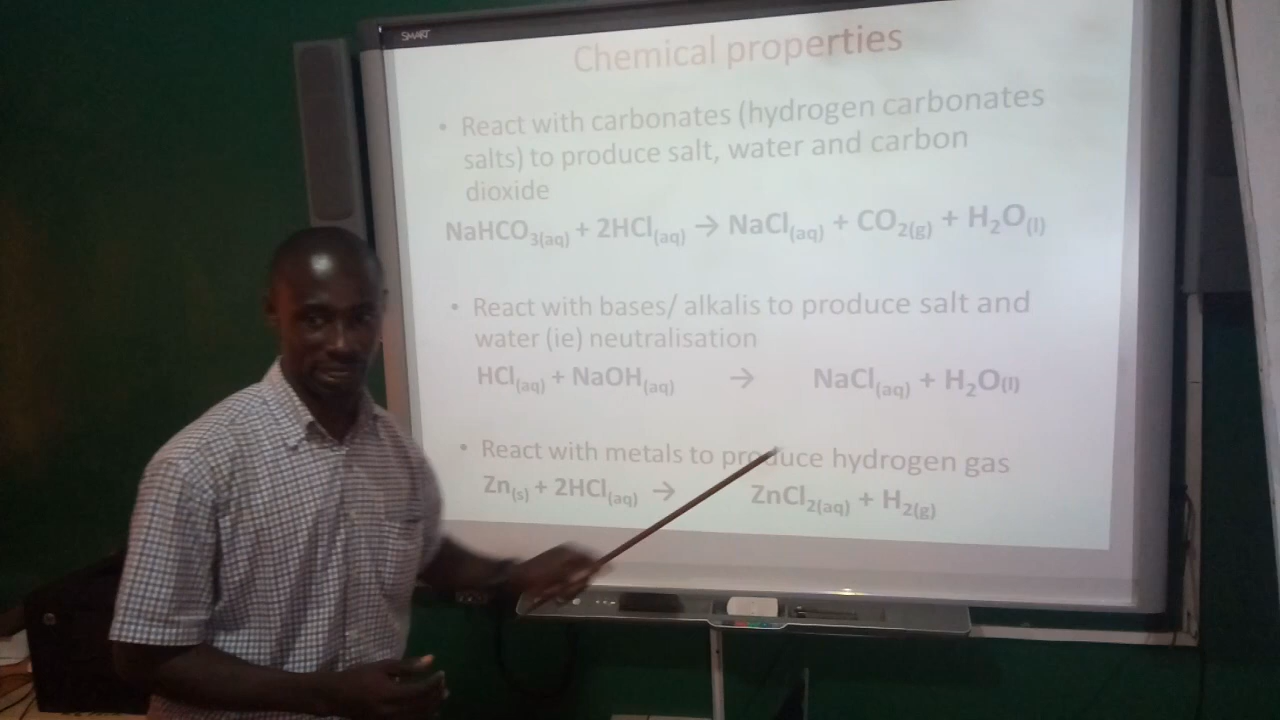 SMART
Chemical properties
• React with carbonates (hydrogen carbonates
salts) to produce salt, water and carbon
dioxide
NaHCO₃₍aq₎ + 2HCl₍aq₎ → NaCl₍aq₎ + CO₂₍g₎ + H₂O₍l₎
• React with bases/ alkalis to produce salt and
water (ie) neutralisation
HCl(aq) + NaOH(aq) → NaCl(aq) + H₂O(l)
• React with metals to produce hydrogen gas
Zn(s) + 2HCl(aq) → ZnCl₂(aq) + H₂(g)